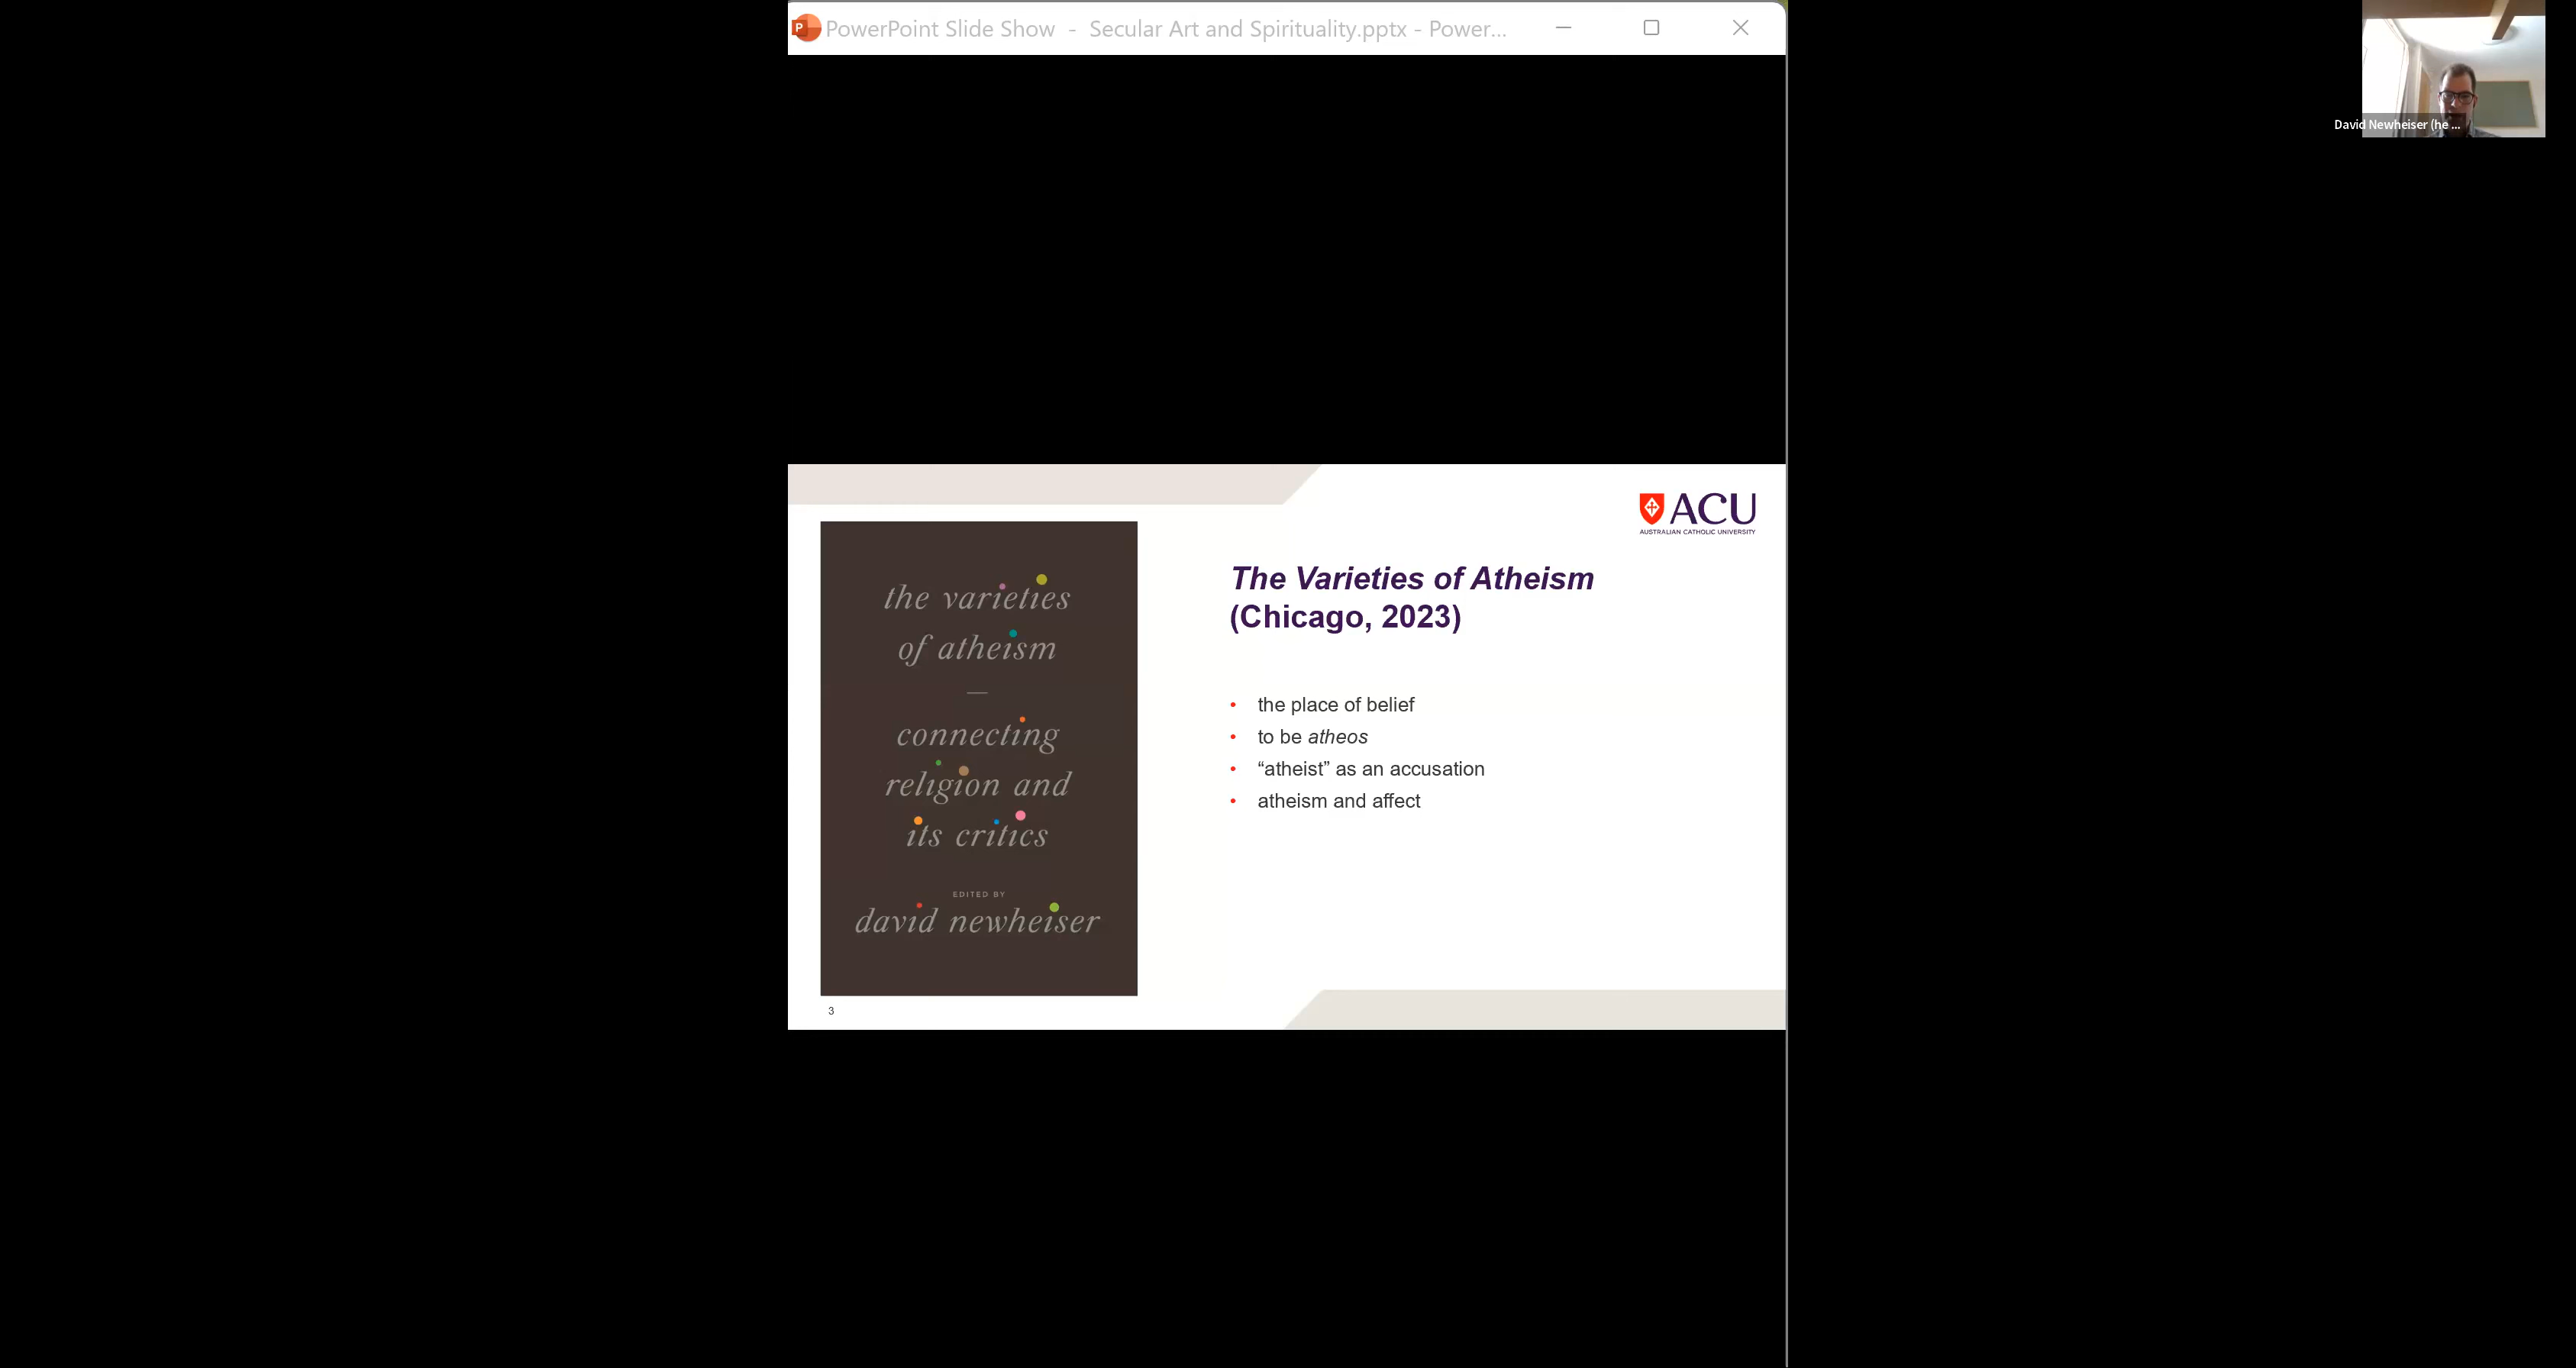 PowerPoint Slide Show - Secular Art and Spirituality.pptx - Power...
David Newheiser (he ...
ACU
AUSTRALIAN CATHOLIC UNIVERSITY
the varieties
of atheism
—
connecting
religion and
its critics
EDITED BY
david newheiser
The Varieties of Atheism
(Chicago, 2023)
• the place of belief
• to be atheos
• “atheist” as an accusation
• atheism and affect
3